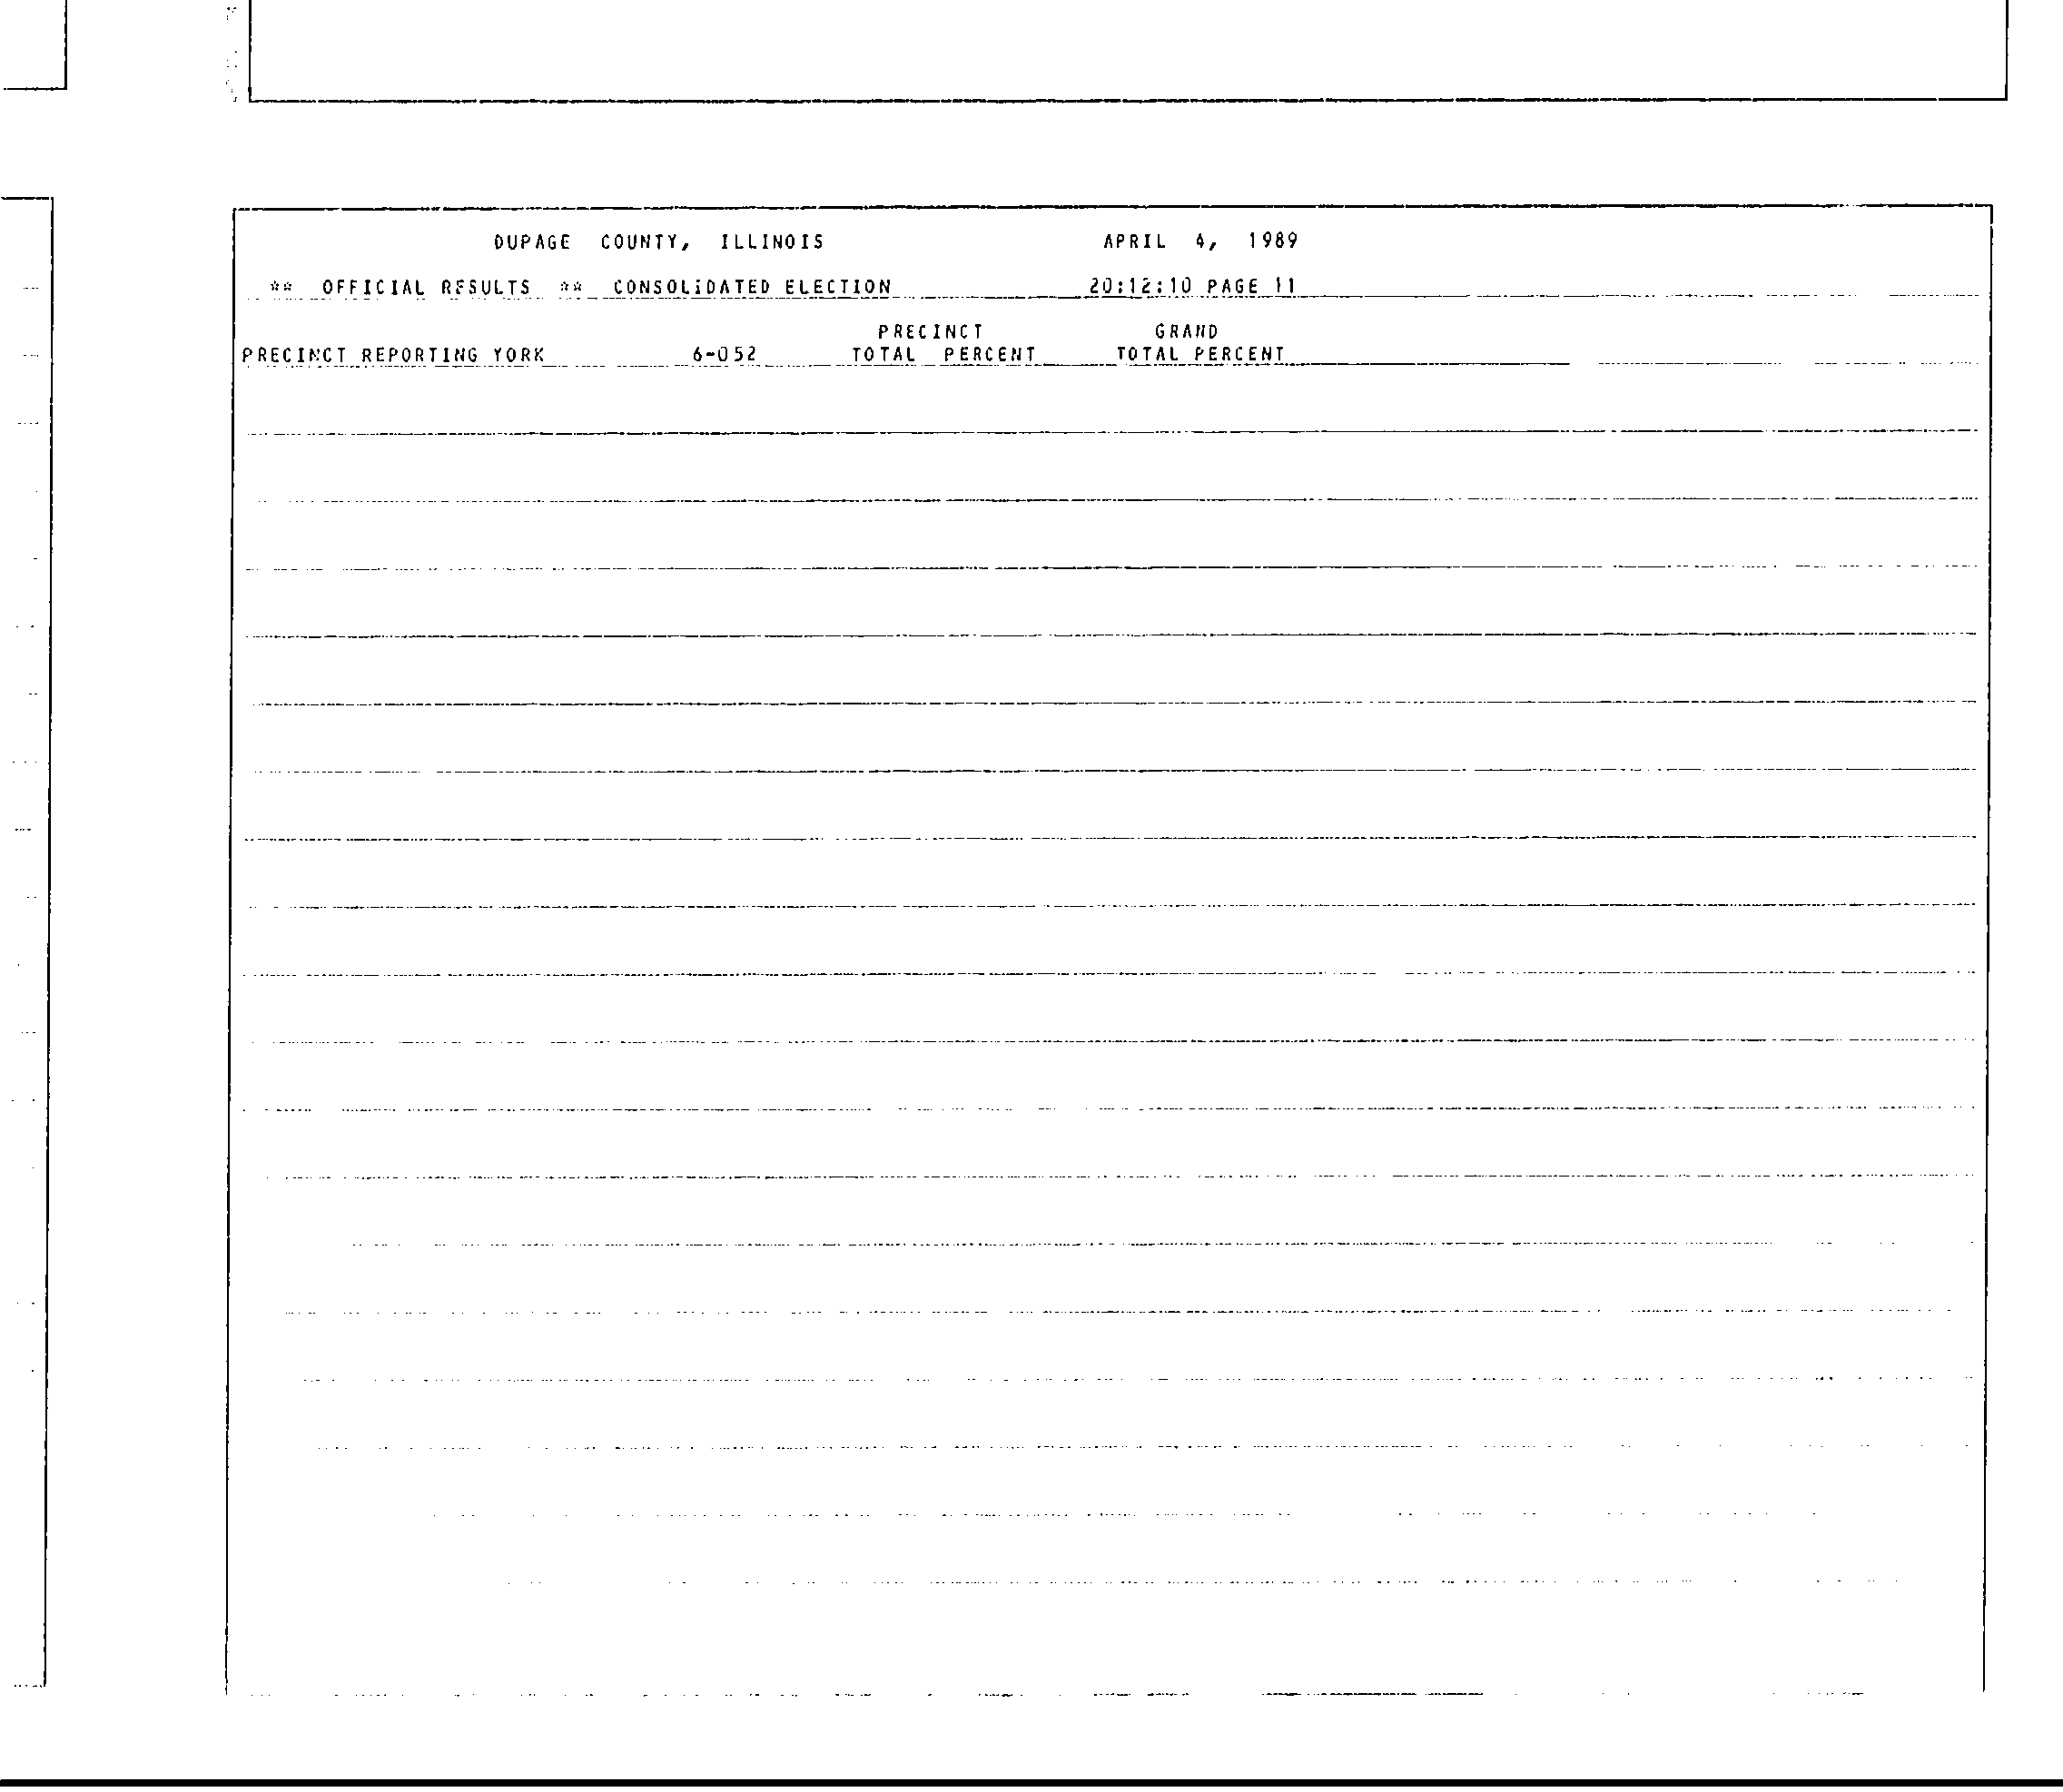 DUPAGE COUNTY, ILLINOIS APRIL 4, 1989
** OFFICIAL RESULTS ** CONSOLIDATED ELECTION 20:12:10 PAGE 11
PRECINCT GRAND
PRECINCT REPORTING YORK 6-052 TOTAL PERCENT TOTAL PERCENT